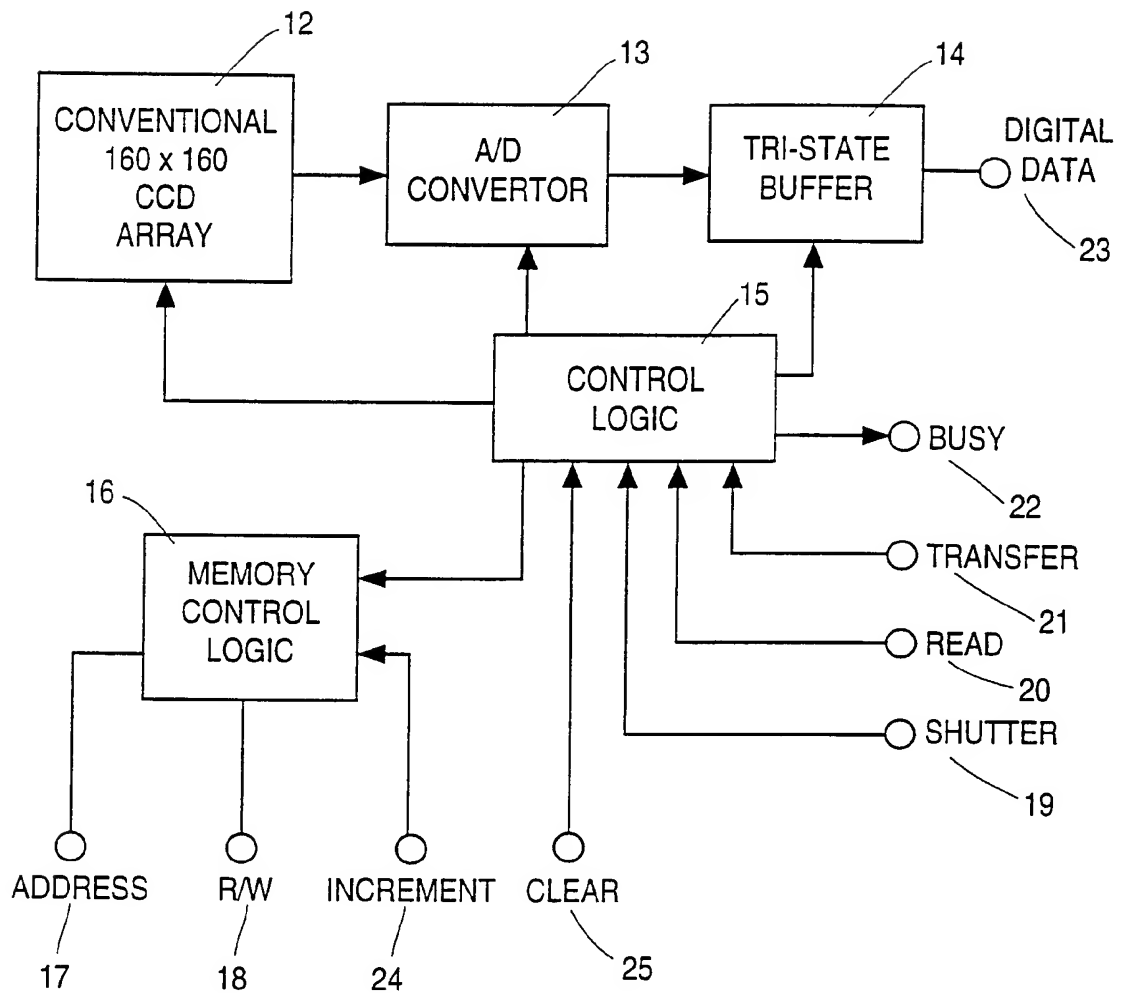 12
13
14
CONVENTIONAL
160 x 160
CCD
ARRAY
A/D
CONVERTOR
TRI-STATE
BUFFER
DIGITAL
DATA
23
15
CONTROL
LOGIC
BUSY
22
16
MEMORY
CONTROL
LOGIC
TRANSFER
21
READ
20
SHUTTER
19
ADDRESS
R/W
INCREMENT
CLEAR
17
18
24
25